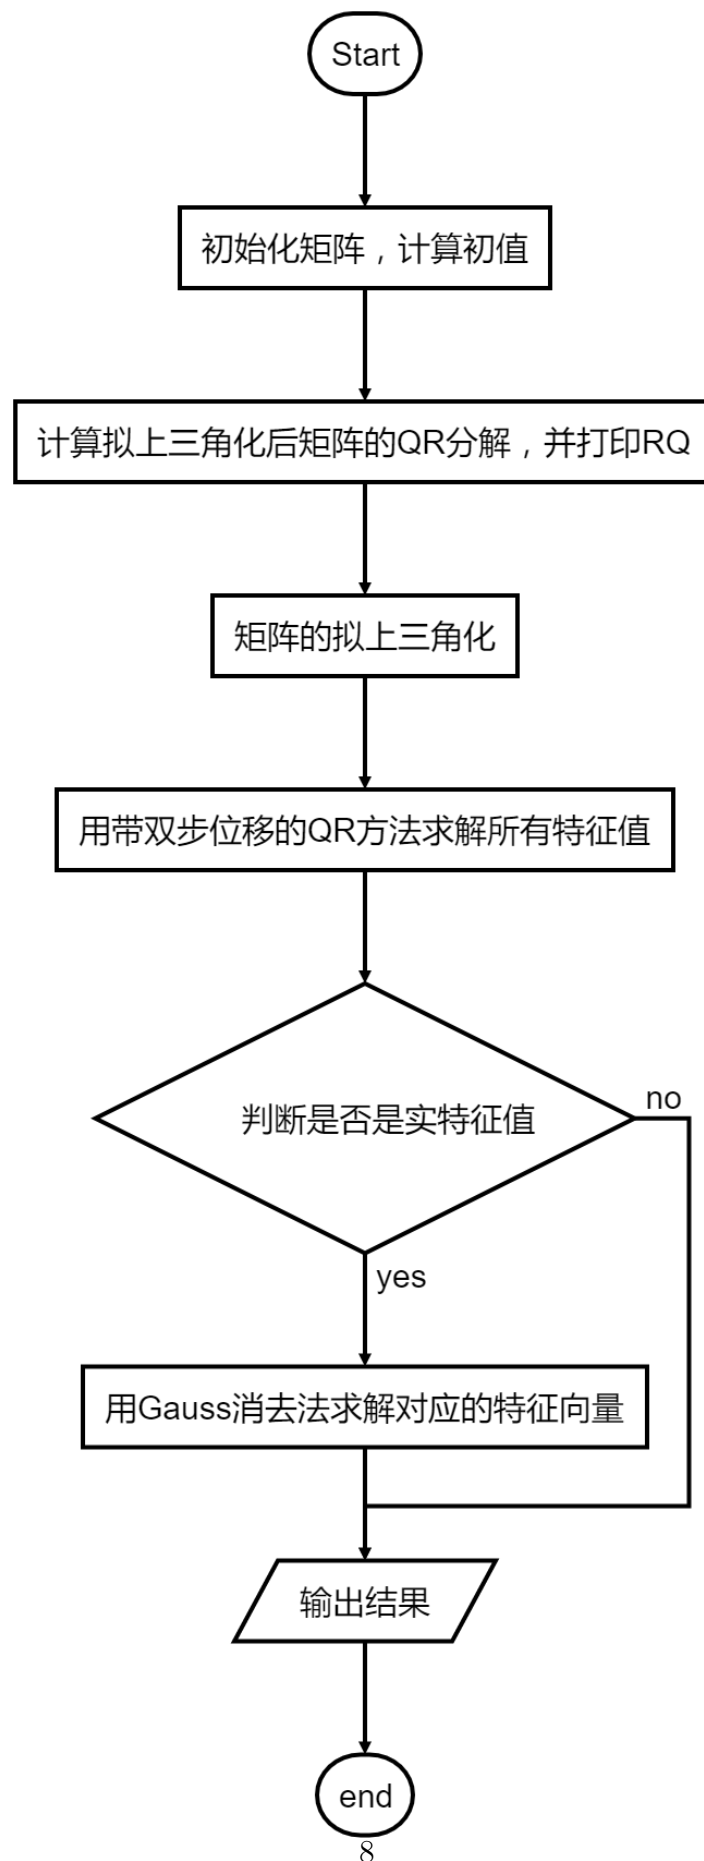 Start
初始化矩阵，计算初值
计算拟上三角化后矩阵的QR分解，并打印RQ
矩阵的拟上三角化
用带双步位移的QR方法求解所有特征值
判断是否是实特征值
no
yes
用Gauss消去法求解对应的特征向量
输出结果
end
8